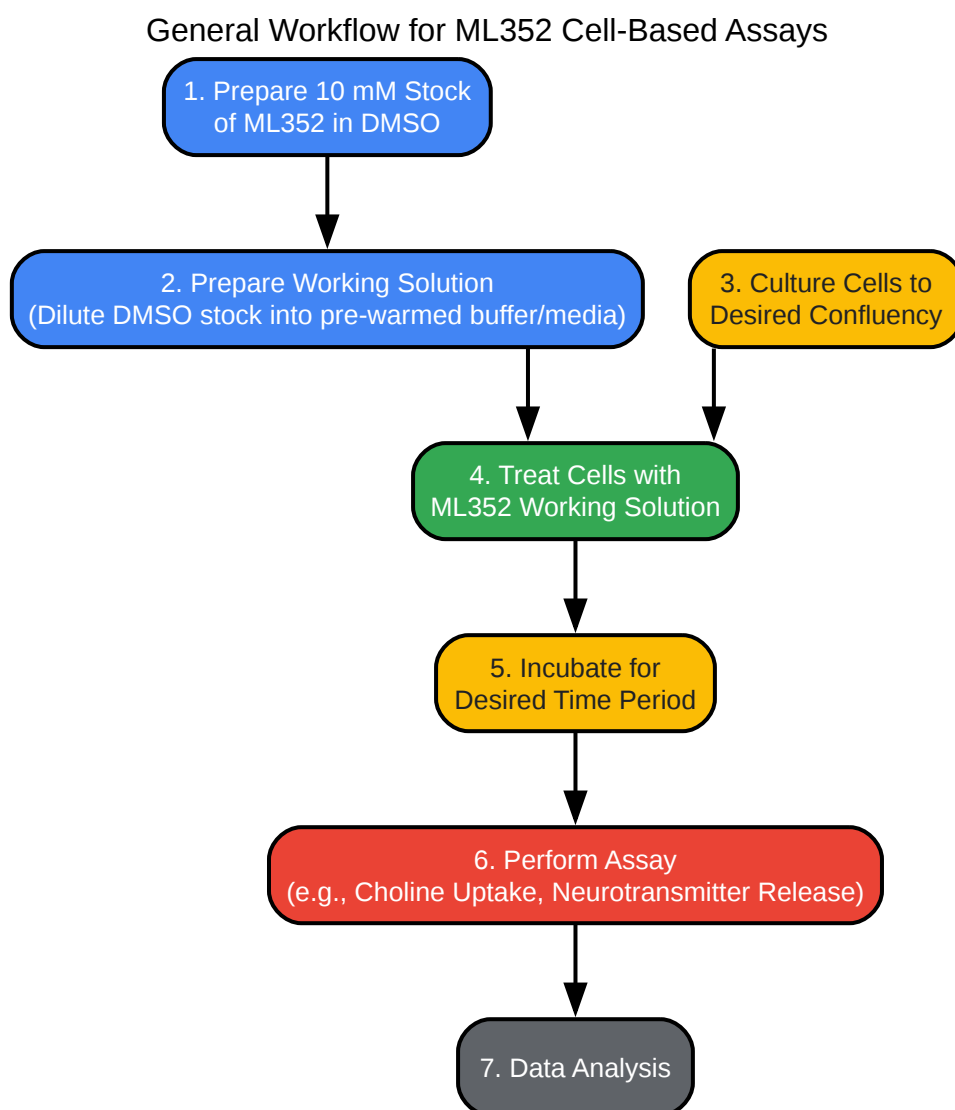 General Workflow for ML352 Cell-Based Assays
1. Prepare 10 mM Stock
of ML352 in DMSO
2. Prepare Working Solution
(Dilute DMSO stock into pre-warmed buffer/media)
3. Culture Cells to
Desired Confluency
4. Treat Cells with
ML352 Working Solution
5. Incubate for
Desired Time Period
6. Perform Assay
(e.g., Choline Uptake, Neurotransmitter Release)
7. Data Analysis